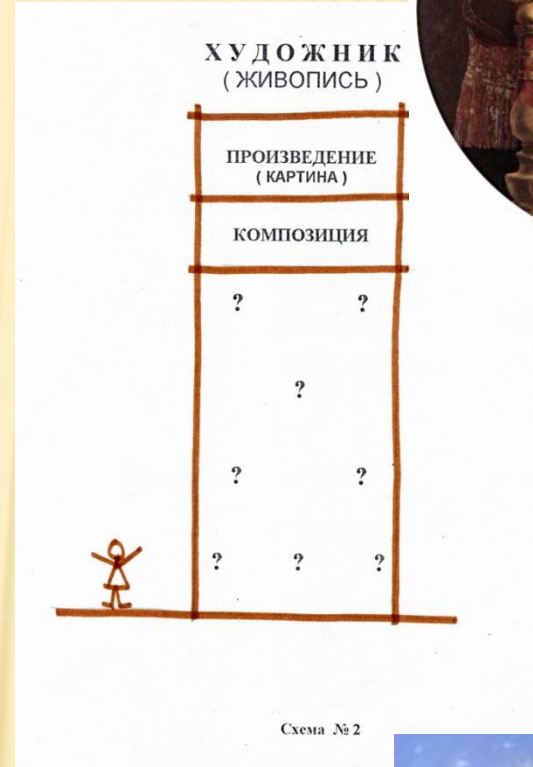 ХУДОЖНИК
( ЖИВОПИСЬ )
ПРОИЗВЕДЕНИЕ
( КАРТИНА )
КОМПОЗИЦИЯ
? ?
?
? ?
? ? ?
Схема № 2